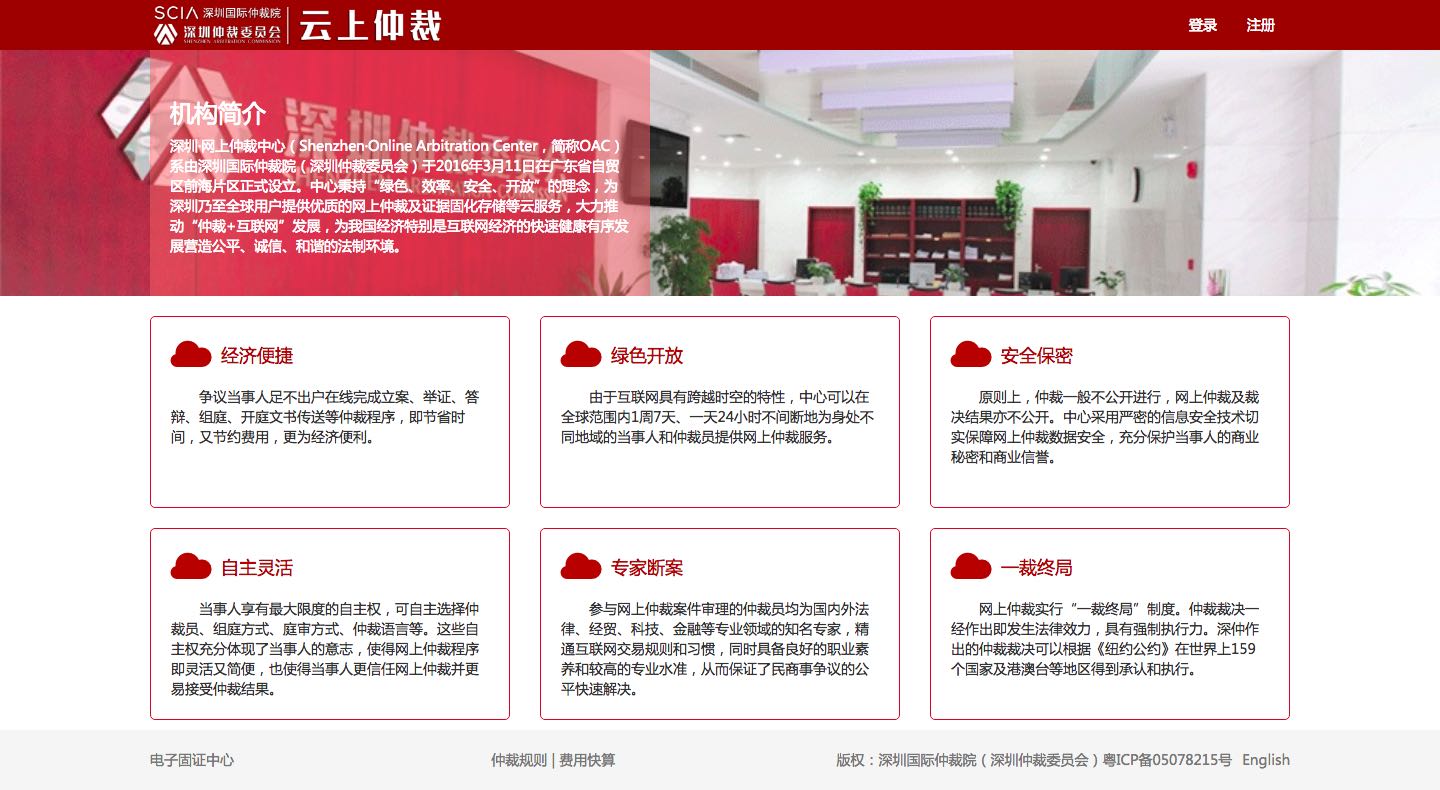 SCIA 深圳国际仲裁院
深圳仲裁委员会
SHENZHEN ARBITRATION COMMISSION
云上仲裁
登录 注册
机构简介
深圳·网上仲裁中心（Shenzhen·Online Arbitration Center，简称OAC）
系由深圳国际仲裁院（深圳仲裁委员会）于2016年3月11日在广东省自贸
区前海片区正式设立。中心秉持“绿色、效率、安全、开放”的理念，为
深圳乃至全球用户提供优质的网上仲裁及证据固化存储等云服务，大力推
动“仲裁+互联网”发展，为我国经济特别是互联网经济的快速健康有序发
展营造公平、诚信、和谐的法制环境。
经济便捷
争议当事人足不出户在线完成立案、举证、答
辩、组庭、开庭文书传送等仲裁程序，即节省时
间，又节约费用，更为经济便利。
绿色开放
由于互联网具有跨越时空的特性，中心可以在
全球范围内1周7天、一天24小时不间断地为身处不
同地域的当事人和仲裁员提供网上仲裁服务。
安全保密
原则上，仲裁一般不公开进行，网上仲裁及裁
决结果亦不公开。中心采用严密的信息安全技术切
实保障网上仲裁数据安全，充分保护当事人的商业
秘密和商业信誉。
自主灵活
当事人享有最大限度的自主权，可自主选择仲
裁员、组庭方式、庭审方式、仲裁语言等。这些自
主权充分体现了当事人的意志，使得网上仲裁程序
即灵活又简便，也使得当事人更信任网上仲裁并更
易接受仲裁结果。
专家断案
参与网上仲裁案件审理的仲裁员均为国内外法
律、经贸、科技、金融等专业领域的知名专家，精
通互联网交易规则和习惯，同时具备良好的职业素
养和较高的专业水准，从而保证了民商事争议的公
平快速解决。
一裁终局
网上仲裁实行“一裁终局”制度。仲裁裁决一
经作出即发生法律效力，具有强制执行力。深仲作
出的仲裁裁决可以根据《纽约公约》在世界上159
个国家及港澳台等地区得到承认和执行。
电子固证中心
仲裁规则 | 费用快算
版权：深圳国际仲裁院（深圳仲裁委员会）粤ICP备05078215号 English